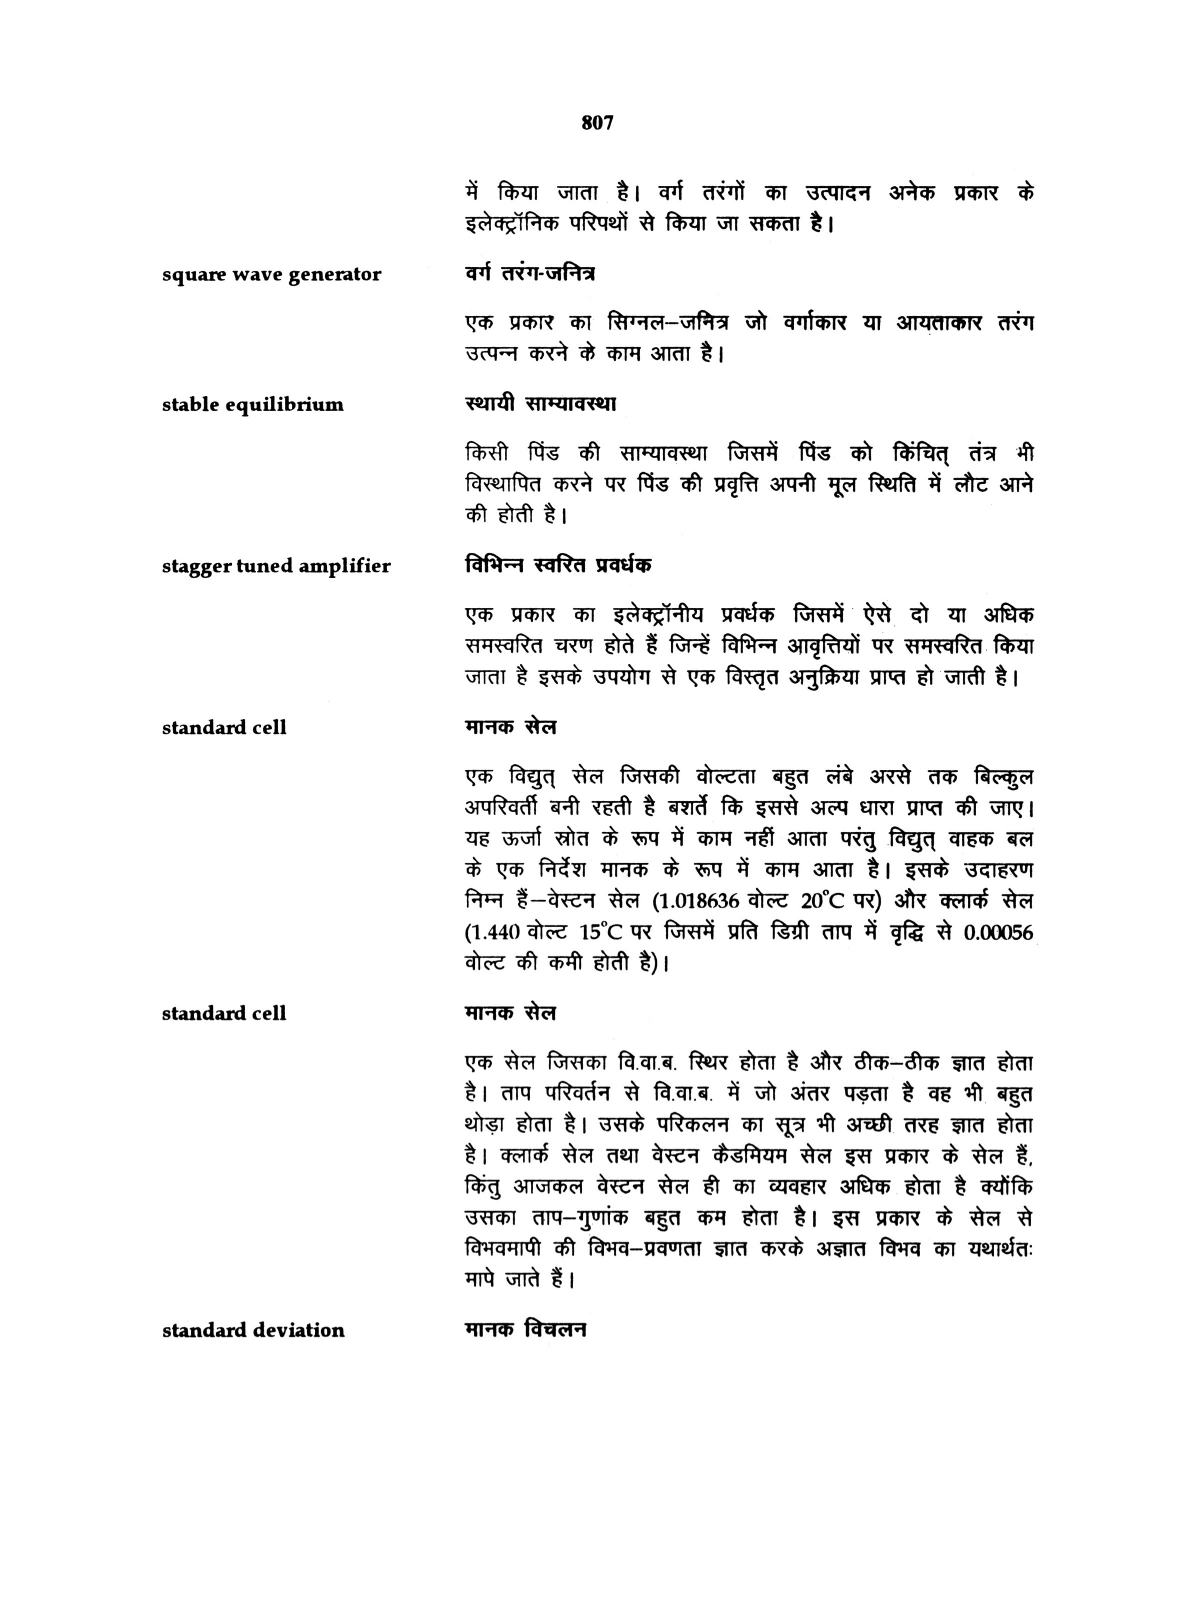 807
में किया जाता है। वर्ग तरंगों का उत्पादन अनेक प्रकार के
इलेक्ट्रॉनिक परिपथों से किया जा सकता है।
square wave generator वर्ग तरंग-जनित्र
एक प्रकार का सिग्नल–जनित्र जो वर्गाकार या आयताकार तरंग
उत्पन्न करने के काम आता है।
stable equilibrium स्थायी साम्यावस्था
किसी पिंड की साम्यावस्था जिसमें पिंड को किंचित् तंत्र भी
विस्थापित करने पर पिंड की प्रवृत्ति अपनी मूल स्थिति में लौट आने
की होती है।
stagger tuned amplifier विभिन्न स्वरित प्रवर्धक
एक प्रकार का इलेक्ट्रॉनीय प्रवर्धक जिसमें ऐसे दो या अधिक
समस्वरित चरण होते हैं जिन्हें विभिन्न आवृत्तियों पर समस्वरित किया
जाता है इसके उपयोग से एक विस्तृत अनुक्रिया प्राप्त हो जाती है।
standard cell मानक सेल
एक विद्युत् सेल जिसकी वोल्टता बहुत लंबे अरसे तक बिल्कुल
अपरिवर्ती बनी रहती है बशर्ते कि इससे अल्प धारा प्राप्त की जाए।
यह ऊर्जा स्रोत के रूप में काम नहीं आता परंतु विद्युत् वाहक बल
के एक निर्देश मानक के रूप में काम आता है। इसके उदाहरण
निम्न हैं–वेस्टन सेल (1.018636 वोल्ट 20°C पर) और क्लार्क सेल
(1.440 वोल्ट 15°C पर जिसमें प्रति डिग्री ताप में वृद्धि से 0.00056
वोल्ट की कमी होती है)।
standard cell मानक सेल
एक सेल जिसका वि.वा.ब. स्थिर होता है और ठीक–ठीक ज्ञात होता
है। ताप परिवर्तन से वि.वा.ब. में जो अंतर पड़ता है वह भी बहुत
थोड़ा होता है। उसके परिकलन का सूत्र भी अच्छी तरह ज्ञात होता
है। क्लार्क सेल तथा वेस्टन कैडमियम सेल इस प्रकार के सेल हैं,
किंतु आजकल वेस्टन सेल ही का व्यवहार अधिक होता है क्योंकि
उसका ताप–गुणांक बहुत कम होता है। इस प्रकार के सेल से
विभवमापी की विभव–प्रवणता ज्ञात करके अज्ञात विभव का यथार्थतः
मापे जाते हैं।
standard deviation मानक विचलन